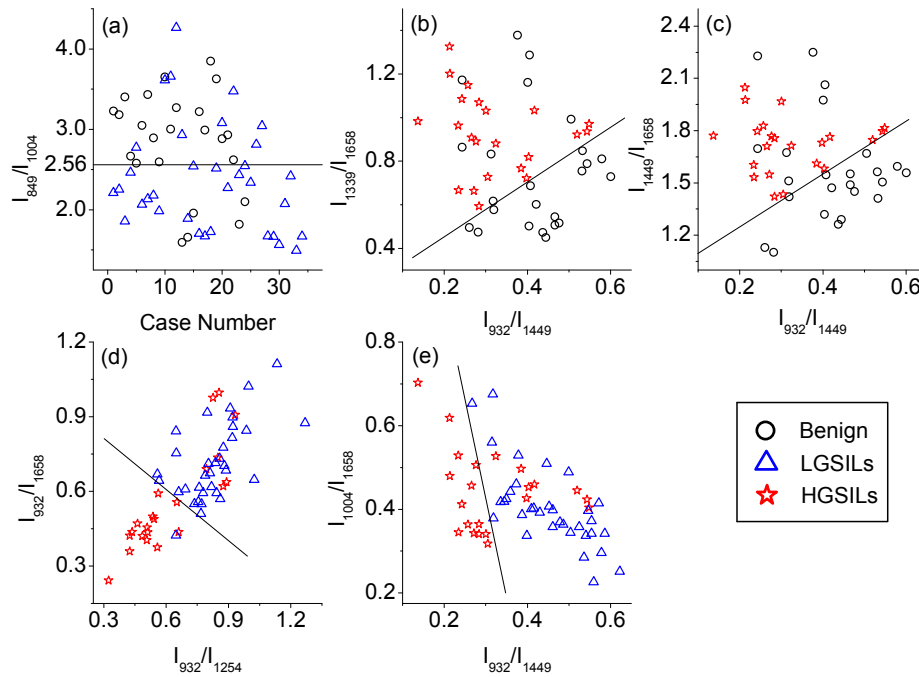 (a)
I849/I1004
4.0
3.0
2.56
2.0
0 10 20 30
Case Number
(b)
I1339/I1658
1.2
0.8
0.4
0.2 0.4 0.6
I932/I1449
(c)
I1449/I1658
2.1
1.8
1.5
1.2
0.2 0.4 0.6
I932/I1449
(d)
I932/I1658
1.2
0.9
0.6
0.3
0.3 0.6 0.9 1.2
I932/I1254
(e)
I1004/I1658
0.8
0.6
0.4
0.2
0.2 0.4 0.6
I932/I1449
Benign
LGSILs
HGSILs